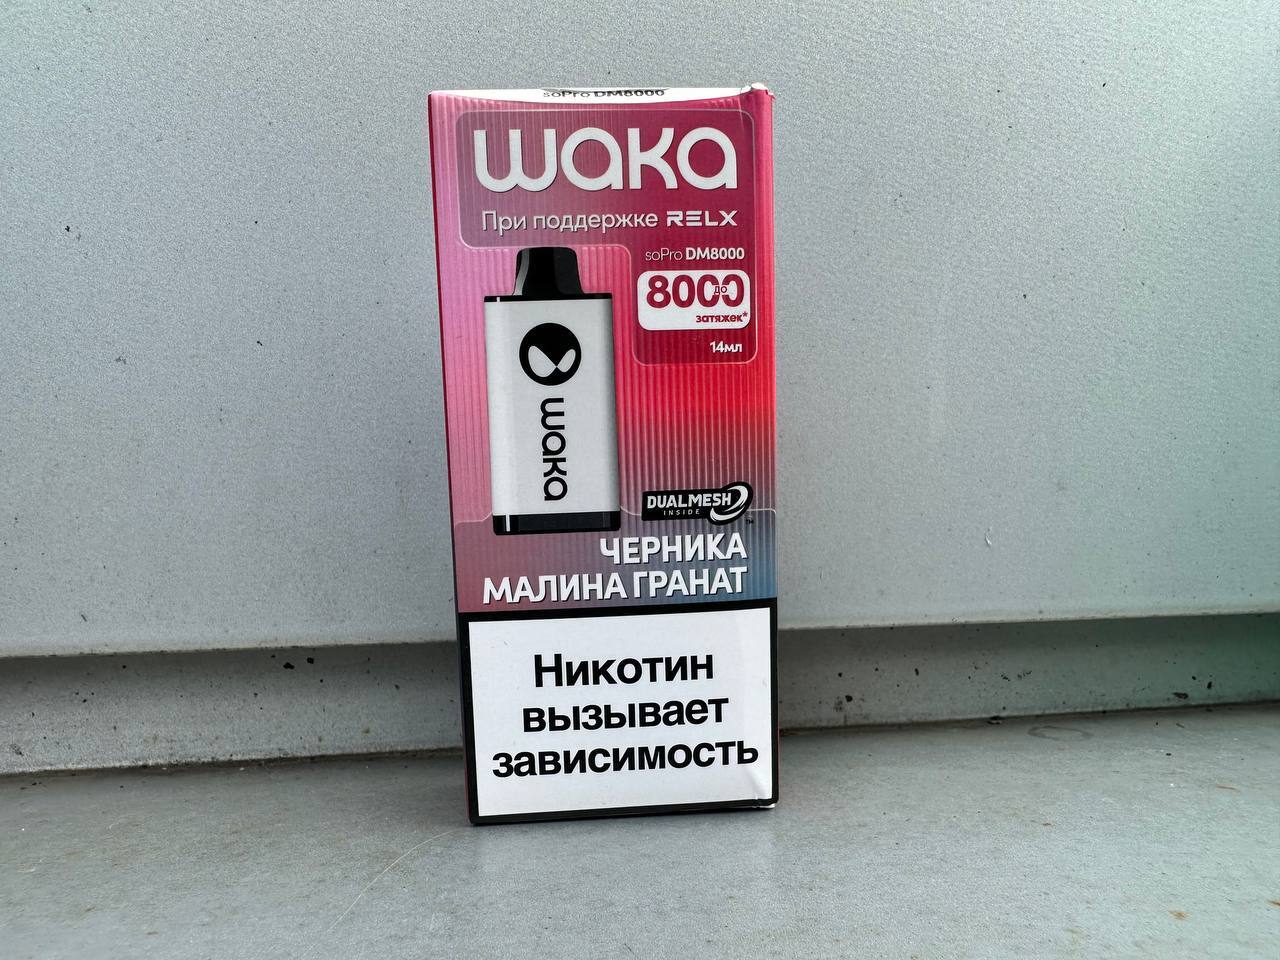 soPro DM8000
waka
При поддержке RELX
soPro DM8000
до
8000
затяжек*
14мл
waka
DUALMESH
INSIDE
™
ЧЕРНИКА
МАЛИНА ГРАНАТ
Никотин
вызывает
зависимость